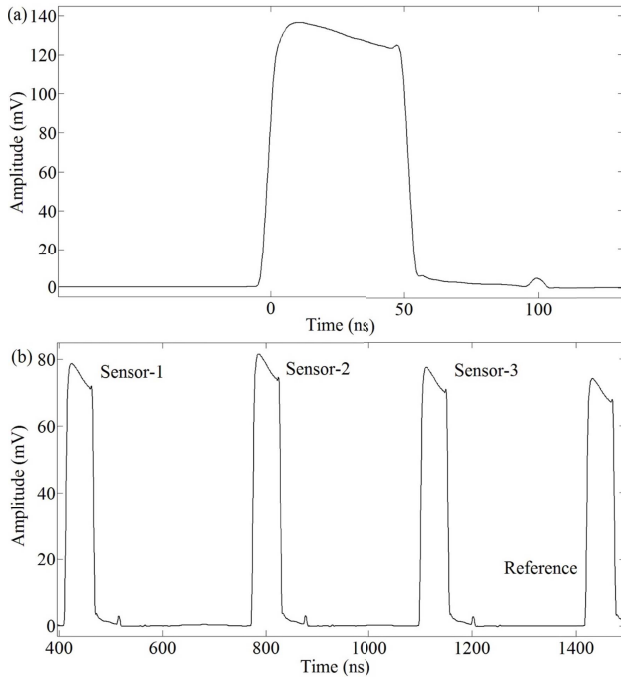 (a)
140
120
100
80
60
40
20
0
Amplitude (mV)
0 50 100
Time (ns)
(b)
80
60
40
20
0
Amplitude (mV)
Sensor-1 Sensor-2 Sensor-3
Reference
400 600 800 1000 1200 1400
Time (ns)